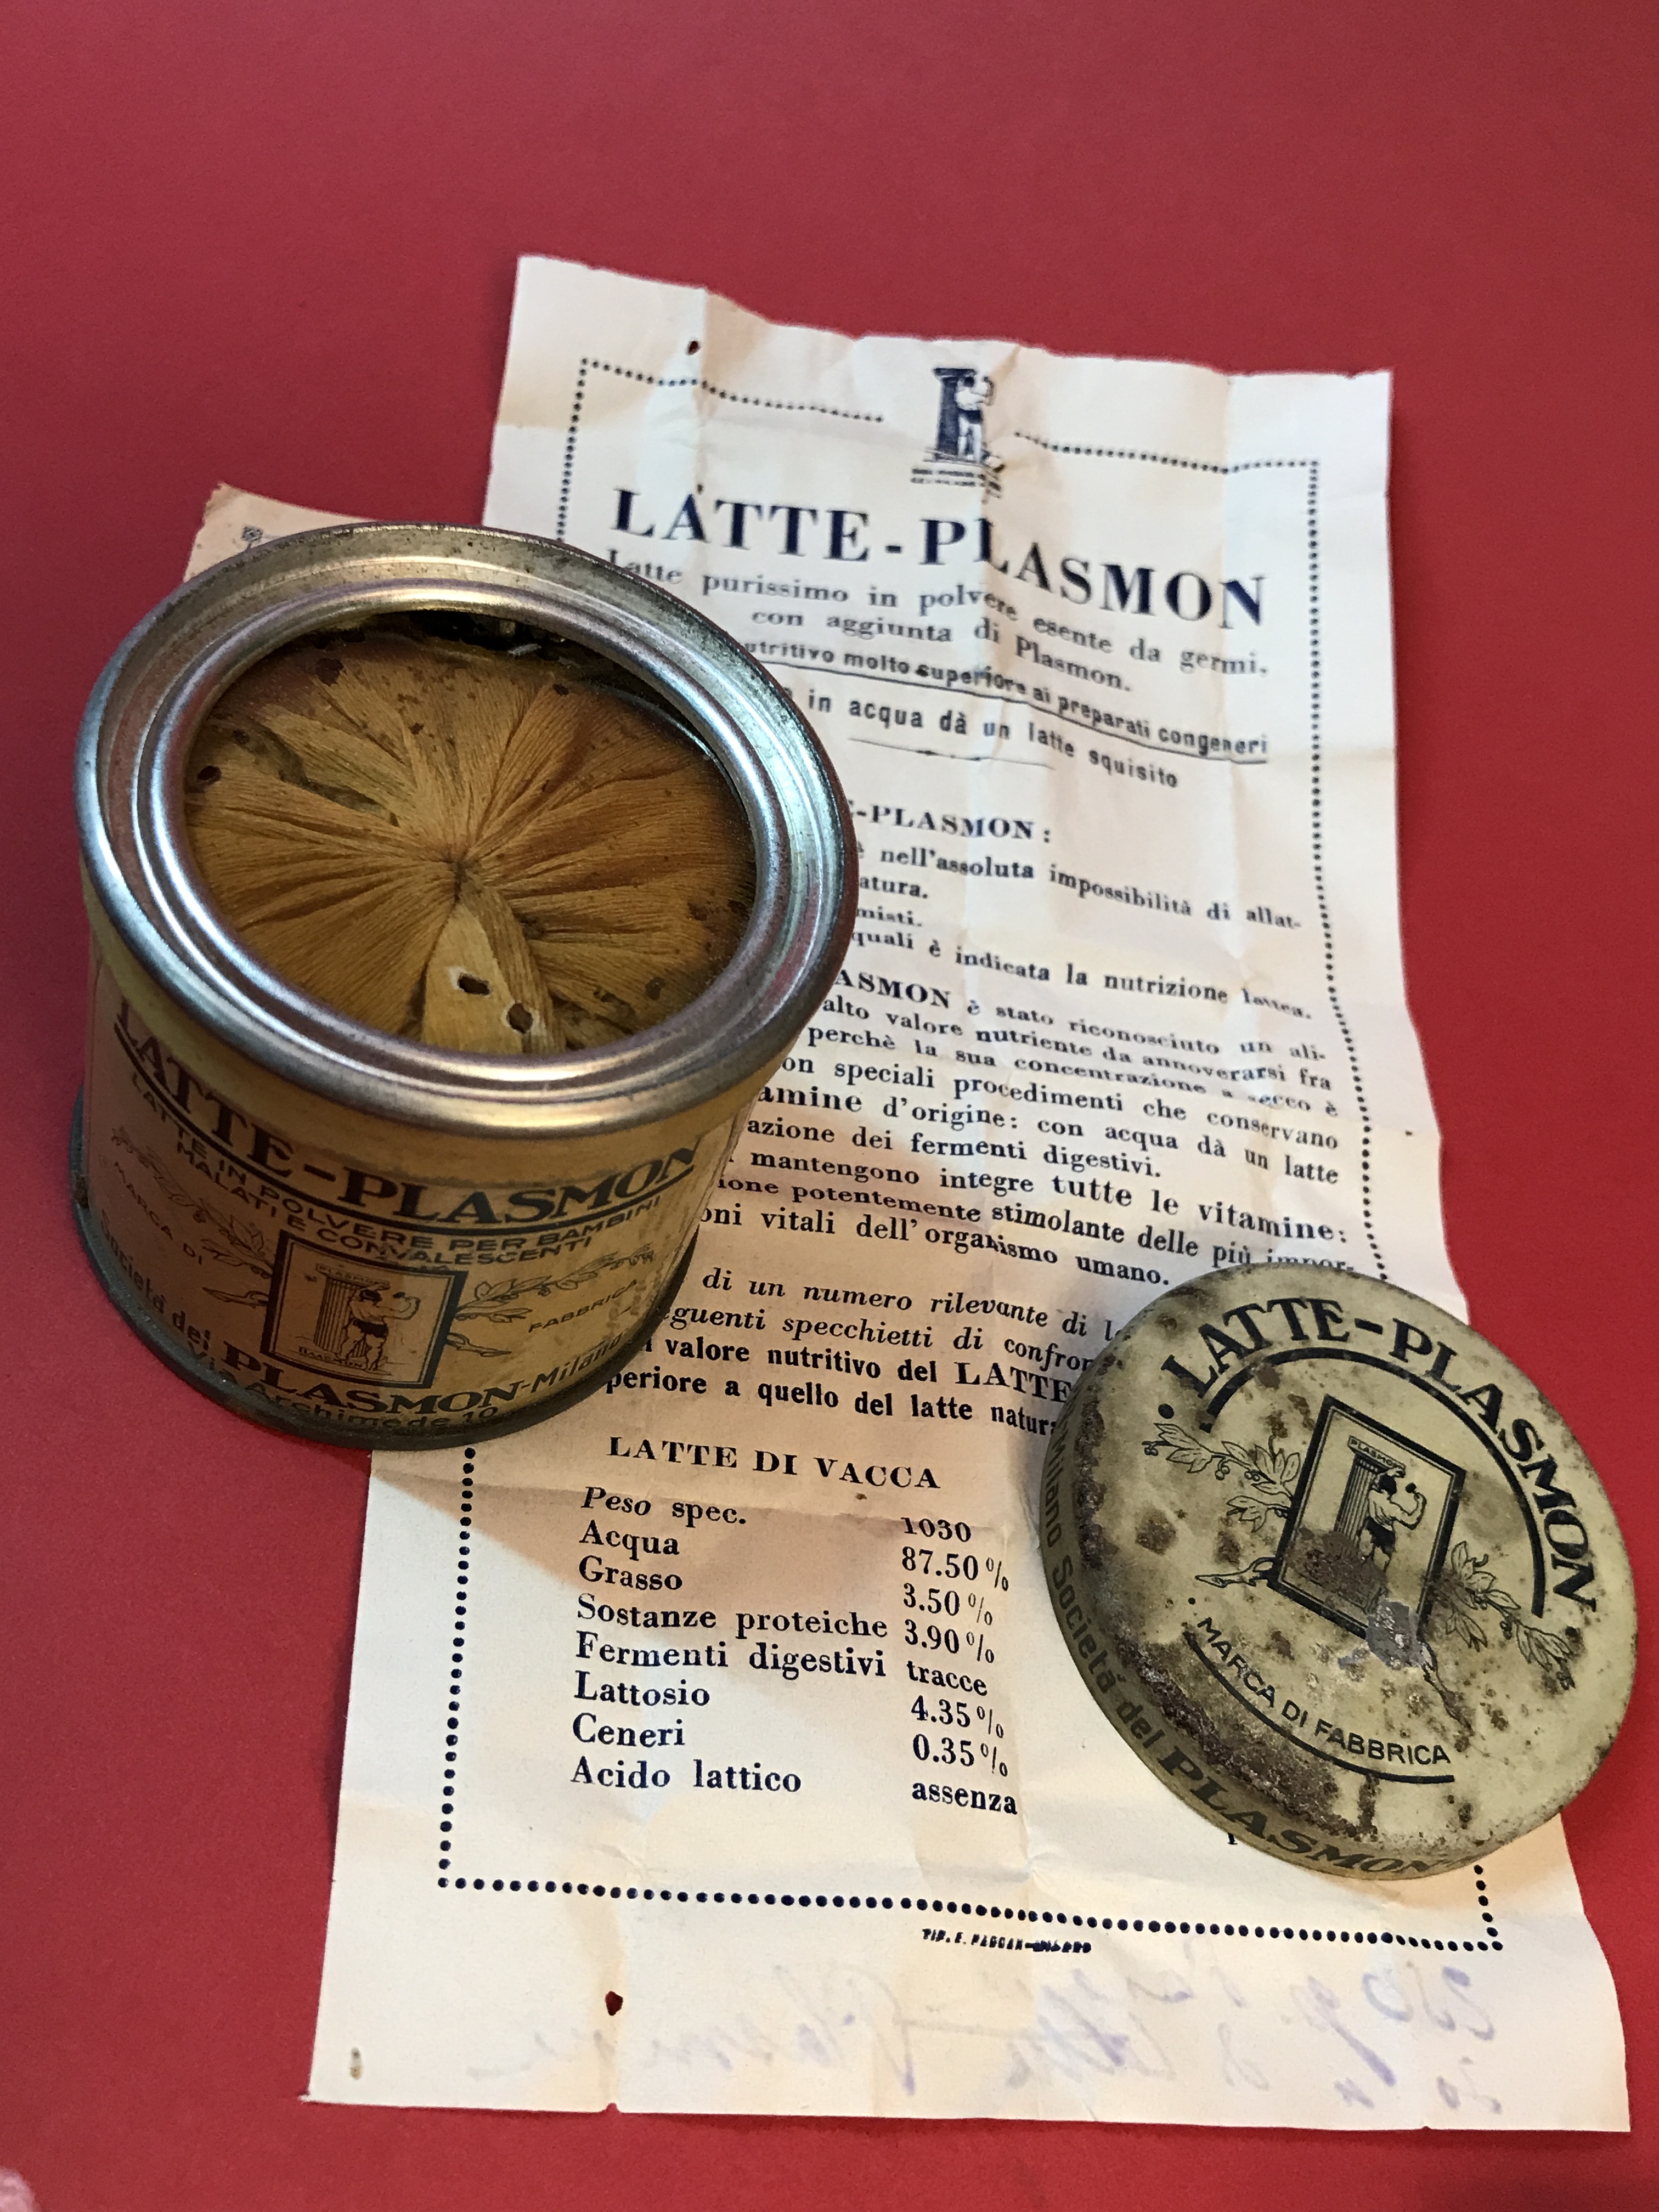 LATTE-PLASMON
Latte purissimo in polvere esente da germi,
con aggiunta di Plasmon.
nutritivo molto superiore ai preparati congeneri
in acqua dà un latte squisito
-PLASMON:
è nell'assoluta impossibilità di allat-
atura.
misti.
quali è indicata la nutrizione lattea.
LASMON è stato riconosciuto un ali-
alto valore nutriente da annoverarsi fra
perchè la sua concentrazione a secco è
on speciali procedimenti che conservano
amine d'origine: con acqua dà un latte
azione dei fermenti digestivi.
mantengono integre tutte le vitamine:
ione potentemente stimolante delle più impor-
oni vitali dell'organismo umano.
di un numero rilevante di
eguenti specchietti di confron
valore nutritivo del LATTE
periore a quello del latte natura
LATTE DI VACCA
Peso spec. 1030
Acqua 87.50%
Grasso 3.50%
Sostanze proteiche 3.90%
Fermenti digestivi tracce
Lattosio 4.35%
Ceneri 0.35%
Acido lattico assenza
LATTE-PLASMON
LATTE IN POLVERE PER BAMBINI
MALATI E CONVALESCENTI
MARCA DI FABBRICA
PLASMON
Società del PLASMON-Milano
Via Archimede 10
LATTE-PLASMON
PLASMON
MARCA DI FABBRICA
Milano Società del PLASMON